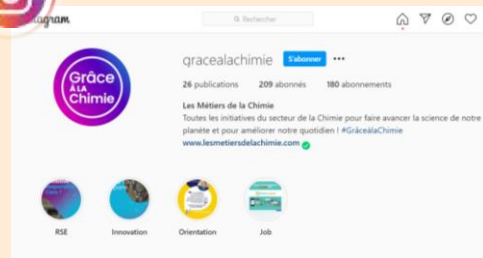 agram
Rechercher
gracealachimie S'abonner •••
26 publications 209 abonnés 180 abonnements
Les Métiers de la Chimie
Toutes les initiatives du secteur de la Chimie pour faire avancer la science de notre
planète et pour améliorer notre quotidien ! #GrâceàlaChimie
www.lesmetiersdelachimie.com
Grâce
À LA
Chimie
RSE Innovation Orientation Job